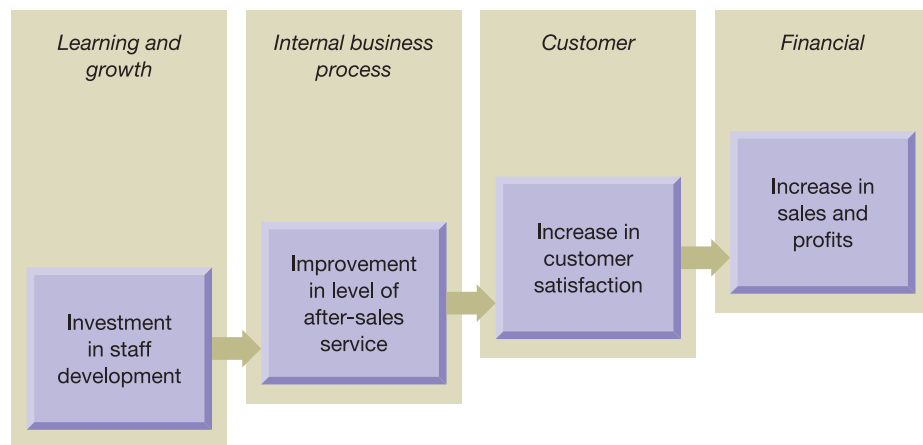 Learning and
growth
Internal business
process
Customer
Financial
Investment
in staff
development
Improvement
in level of
after-sales
service
Increase in
customer
satisfaction
Increase in
sales and
profits